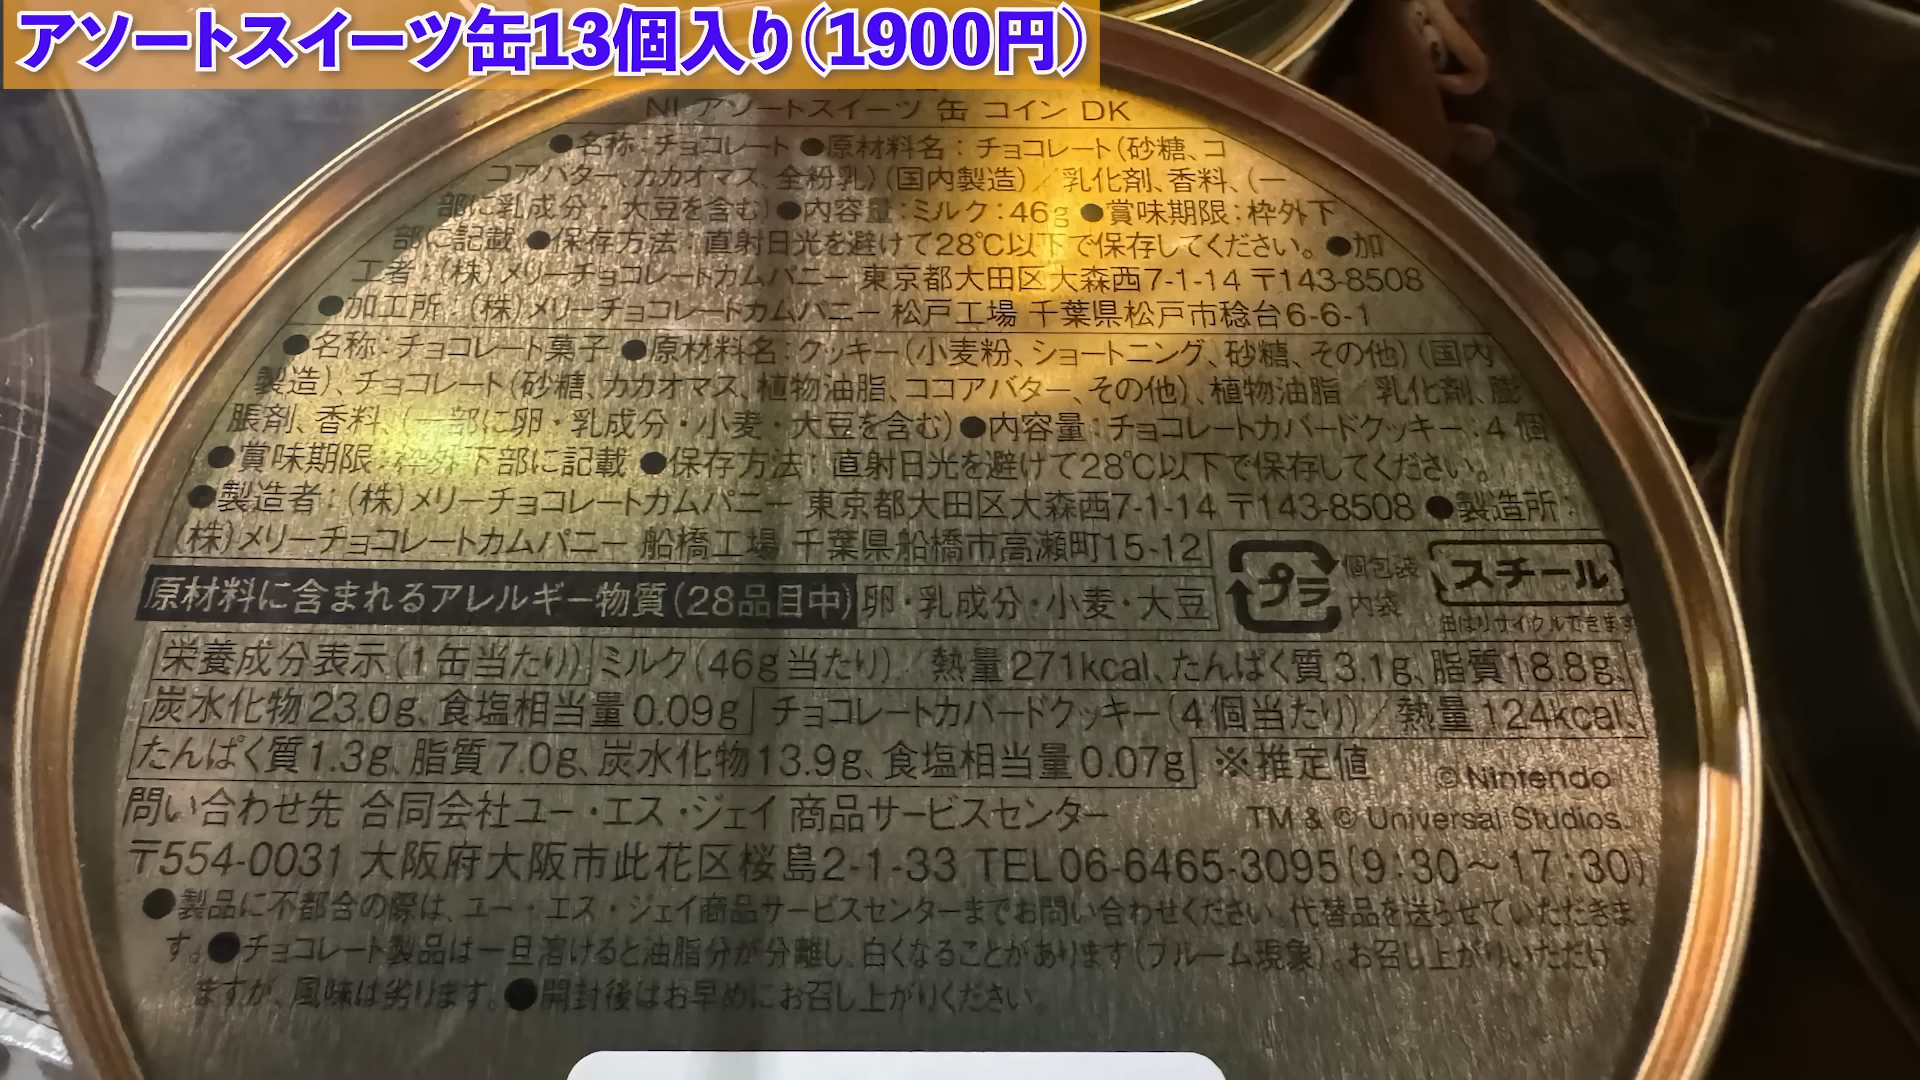 アソートスイーツ缶13個入り(1900円)
NI アソートスイーツ 缶 コイン DK
●名称:チョコレート ●原材料名:チョコレート(砂糖、コ
コアバター、カカオマス、全粉乳)(国内製造)/乳化剤、香料、(一
部に乳成分・大豆を含む) ●内容量:ミルク:46g ●賞味期限:枠外下
部に記載 ●保存方法:直射日光を避けて28℃以下で保存してください。 ●加
工者:(株)メリーチョコレートカムパニー 東京都大田区大森西7-1-14 〒143-8508
●加工所:(株)メリーチョコレートカムパニー 松戸工場 千葉県松戸市稔台6-6-1
●名称:チョコレート菓子 ●原材料名:クッキー(小麦粉、ショートニング、砂糖、その他)(国内
製造)、チョコレート(砂糖、カカオマス、植物油脂、ココアバター、その他)、植物油脂/乳化剤、膨
脹剤、香料、(一部に卵・乳成分・小麦・大豆を含む) ●内容量:チョコレートカバードクッキー:4個
●賞味期限:枠外下部に記載 ●保存方法:直射日光を避けて28℃以下で保存してください。
●製造者:(株)メリーチョコレートカムパニー 東京都大田区大森西7-1-14 〒143-8508 ●製造所:
(株)メリーチョコレートカムパニー 船橋工場 千葉県船橋市高瀬町15-12
プラ 個包装 内袋 スチール 缶はリサイクルできます
原材料に含まれるアレルギー物質(28品目中) 卵・乳成分・小麦・大豆
栄養成分表示(1缶当たり) ミルク(46g当たり)/熱量271kcal、たんぱく質3.1g、脂質18.8g、
炭水化物23.0g、食塩相当量0.09g チョコレートカバードクッキー(4個当たり)/熱量124kcal、
たんぱく質1.3g、脂質7.0g、炭水化物13.9g、食塩相当量0.07g ※推定値 ©Nintendo
問い合わせ先 合同会社ユー・エス・ジェイ 商品サービスセンター TM & © Universal Studios.
〒554-0031 大阪府大阪市此花区桜島2-1-33 TEL06-6465-3095(9:30～17:30)
●製品に不都合の際は、ユー・エス・ジェイ商品サービスセンターまでお問い合わせください。代替品を送らせていただきま
す。●チョコレート製品は一旦溶けると油脂分が分離し、白くなることがあります(ブルーム現象)。お召し上がりいただけ
ますが、風味は劣ります。●開封後はお早めにお召し上がりください。